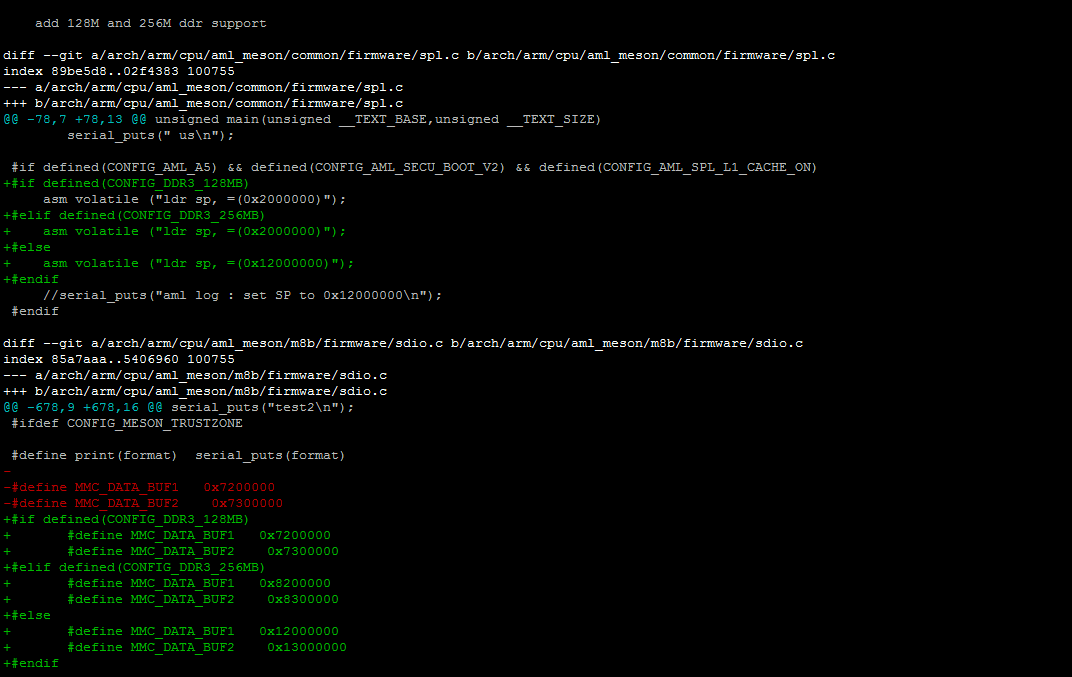 add 128M and 256M ddr support
diff --git a/arch/arm/cpu/aml_meson/common/firmware/spl.c b/arch/arm/cpu/aml_meson/common/firmware/spl.c
index 89be5d8..02f4383 100755
--- a/arch/arm/cpu/aml_meson/common/firmware/spl.c
+++ b/arch/arm/cpu/aml_meson/common/firmware/spl.c
@@ -78,7 +78,13 @@ unsigned main(unsigned __TEXT_BASE,unsigned __TEXT_SIZE)
        serial_puts(" us\n");
 #if defined(CONFIG_AML_A5) && defined(CONFIG_AML_SECU_BOOT_V2) && defined(CONFIG_AML_SPL_L1_CACHE_ON)
+#if defined(CONFIG_DDR3_128MB)
     asm volatile ("ldr sp, =(0x2000000)");
+#elif defined(CONFIG_DDR3_256MB)
+    asm volatile ("ldr sp, =(0x2000000)");
+#else
+    asm volatile ("ldr sp, =(0x12000000)");
+#endif
     //serial_puts("aml log : set SP to 0x12000000\n");
 #endif
diff --git a/arch/arm/cpu/aml_meson/m8b/firmware/sdio.c b/arch/arm/cpu/aml_meson/m8b/firmware/sdio.c
index 85a7aaa..5406960 100755
--- a/arch/arm/cpu/aml_meson/m8b/firmware/sdio.c
+++ b/arch/arm/cpu/aml_meson/m8b/firmware/sdio.c
@@ -678,9 +678,16 @@ serial_puts("test2\n");
 #ifdef CONFIG_MESON_TRUSTZONE
 #define print(format)  serial_puts(format)
-
-#define MMC_DATA_BUF1   0x7200000
-#define MMC_DATA_BUF2    0x7300000
+#if defined(CONFIG_DDR3_128MB)
+       #define MMC_DATA_BUF1   0x7200000
+       #define MMC_DATA_BUF2    0x7300000
+#elif defined(CONFIG_DDR3_256MB)
+       #define MMC_DATA_BUF1   0x8200000
+       #define MMC_DATA_BUF2    0x8300000
+#else
+       #define MMC_DATA_BUF1   0x12000000
+       #define MMC_DATA_BUF2    0x13000000
+#endif